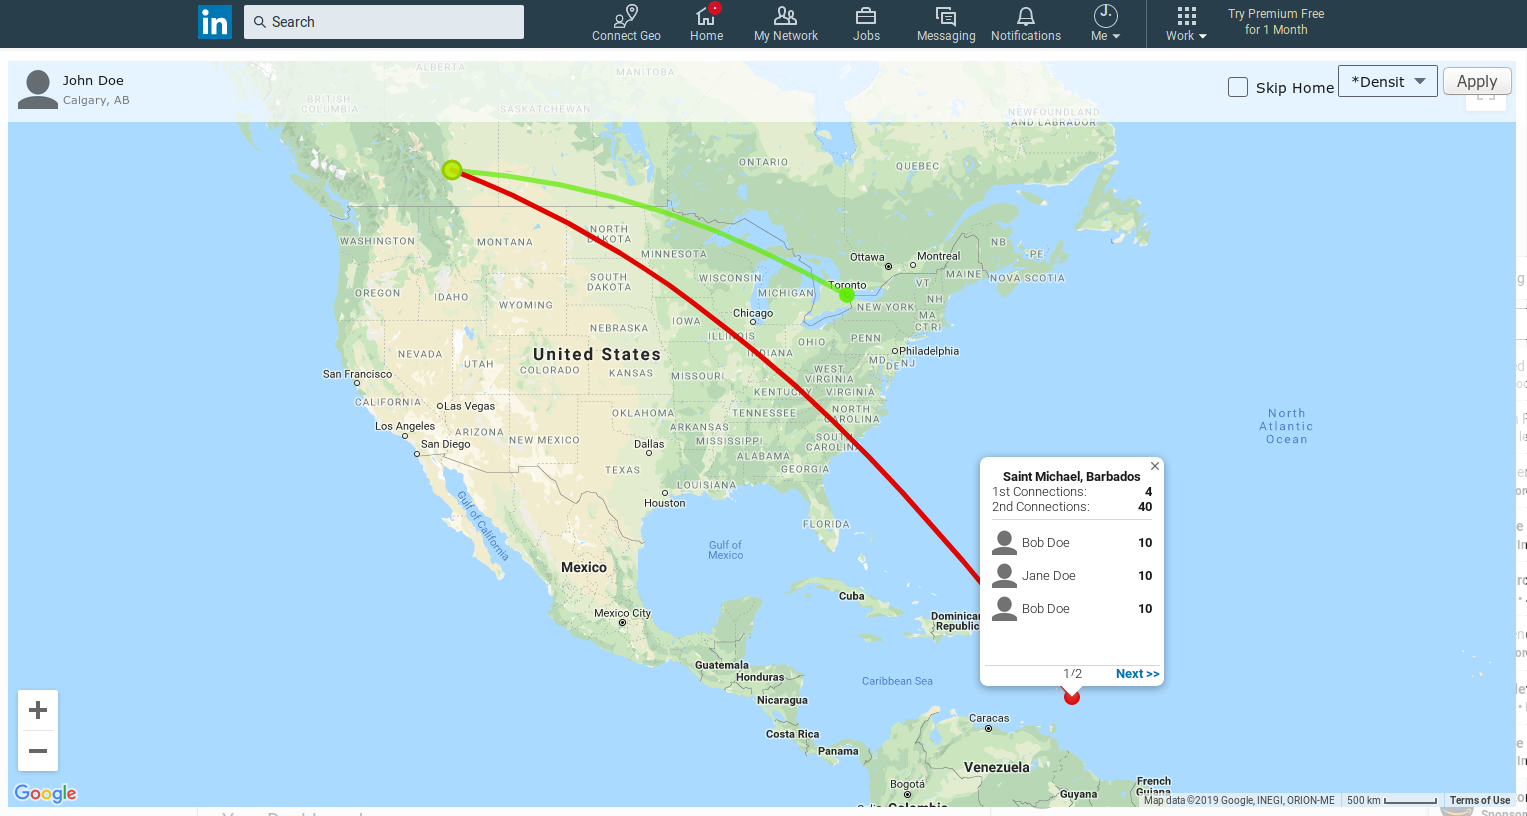 in
Search
Connect Geo
Home
My Network
Jobs
Messaging
Notifications
J.
Me
Work
Try Premium Free
for 1 Month
John Doe
Calgary, AB
Skip Home
*Densit
Apply
ALBERTA
MANITOBA
BRITISH
COLUMBIA
SASKATCHEWAN
NEWFOUNDLAND
AND LABRADOR
ONTARIO
QUEBEC
WASHINGTON
MONTANA
NORTH
DAKOTA
MINNESOTA
Ottawa
Montreal
NB
PE
MAINE
NOVA SCOTIA
OREGON
IDAHO
WYOMING
SOUTH
DAKOTA
WISCONSIN
MICHIGAN
Toronto
VT
NH
NEW YORK
MA
CT RI
Chicago
IOWA
NEBRASKA
ILLINOIS
INDIANA
OHIO
PENN
Philadelphia
MD
DE
NJ
NEVADA
UTAH
United States
COLORADO
KANSAS
MISSOURI
WEST
VIRGINIA
KENTUCKY
VIRGINIA
San Francisco
CALIFORNIA
Las Vegas
OKLAHOMA
TENNESSEE
NORTH
CAROLINA
Los Angeles
ARIZONA
NEW MEXICO
ARKANSAS
SOUTH
CAROLINA
San Diego
Dallas
MISSISSIPPI
ALABAMA
GEORGIA
TEXAS
LOUISIANA
Houston
FLORIDA
North
Atlantic
Ocean
Gulf of California
Gulf of
Mexico
Mexico
Mexico City
Cuba
Dominican
Republic
Guatemala
Honduras
Nicaragua
Caribbean Sea
Costa Rica
Panama
Caracas
Venezuela
Bogotá
Colombia
Guyana
French
Guiana
Saint Michael, Barbados
1st Connections: 4
2nd Connections: 40
Bob Doe 10
Jane Doe 10
Bob Doe 10
1/2
Next >>
Google
Map data ©2019 Google, INEGI, ORION-ME
500 km
Terms of Use